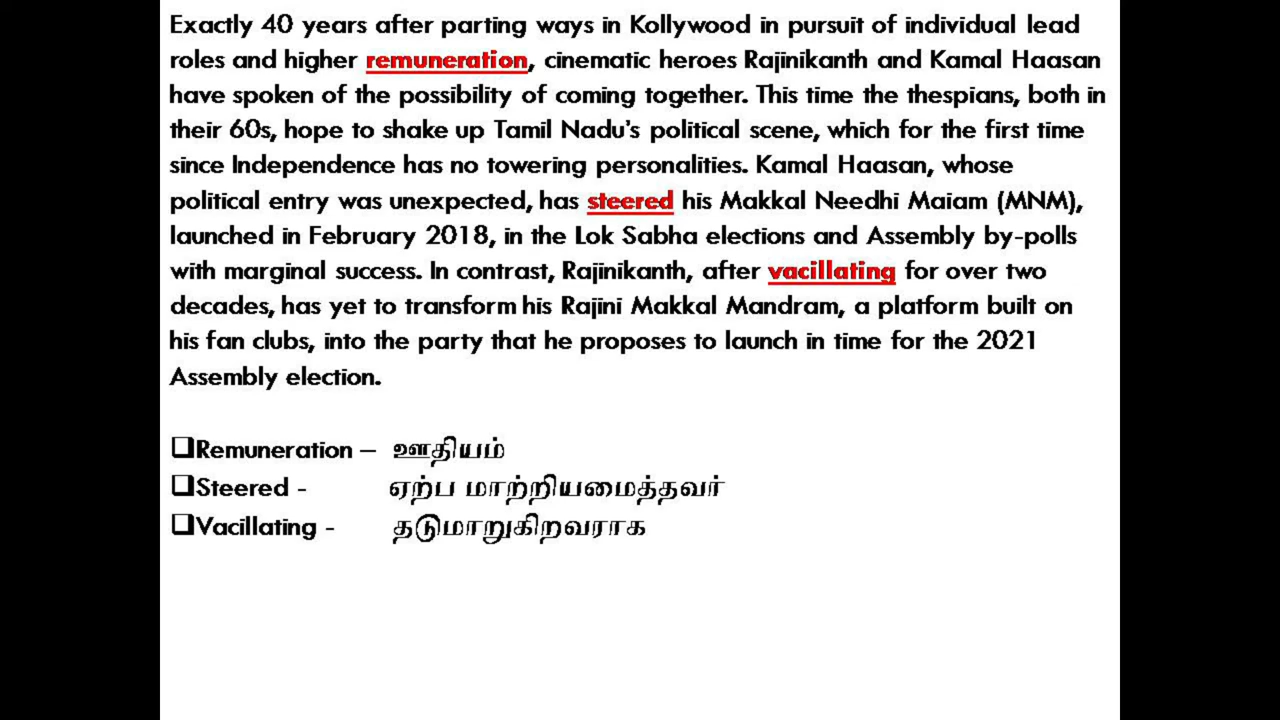 Exactly 40 years after parting ways in Kollywood in pursuit of individual lead
roles and higher remuneration, cinematic heroes Rajinikanth and Kamal Haasan
have spoken of the possibility of coming together. This time the thespians, both in
their 60s, hope to shake up Tamil Nadu's political scene, which for the first time
since Independence has no towering personalities. Kamal Haasan, whose
political entry was unexpected, has steered his Makkal Needhi Maiam (MNM),
launched in February 2018, in the Lok Sabha elections and Assembly by-polls
with marginal success. In contrast, Rajinikanth, after vacillating for over two
decades, has yet to transform his Rajini Makkal Mandram, a platform built on
his fan clubs, into the party that he proposes to launch in time for the 2021
Assembly election.
❑Remuneration – ஊதியம்
❑Steered - ஏற்ப மாற்றியமைத்தவர்
❑Vacillating - தடுமாறுகிறவராக